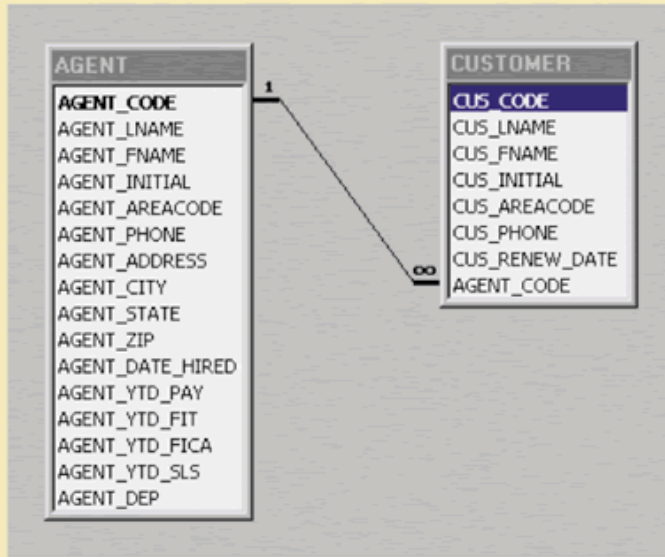 AGENT
AGENT_CODE
AGENT_LNAME
AGENT_FNAME
AGENT_INITIAL
AGENT_AREACODE
AGENT_PHONE
AGENT_ADDRESS
AGENT_CITY
AGENT_STATE
AGENT_ZIP
AGENT_DATE_HIRED
AGENT_YTD_PAY
AGENT_YTD_FIT
AGENT_YTD_FICA
AGENT_YTD_SLS
AGENT_DEP
1
∞
CUSTOMER
CUS_CODE
CUS_LNAME
CUS_FNAME
CUS_INITIAL
CUS_AREACODE
CUS_PHONE
CUS_RENEW_DATE
AGENT_CODE